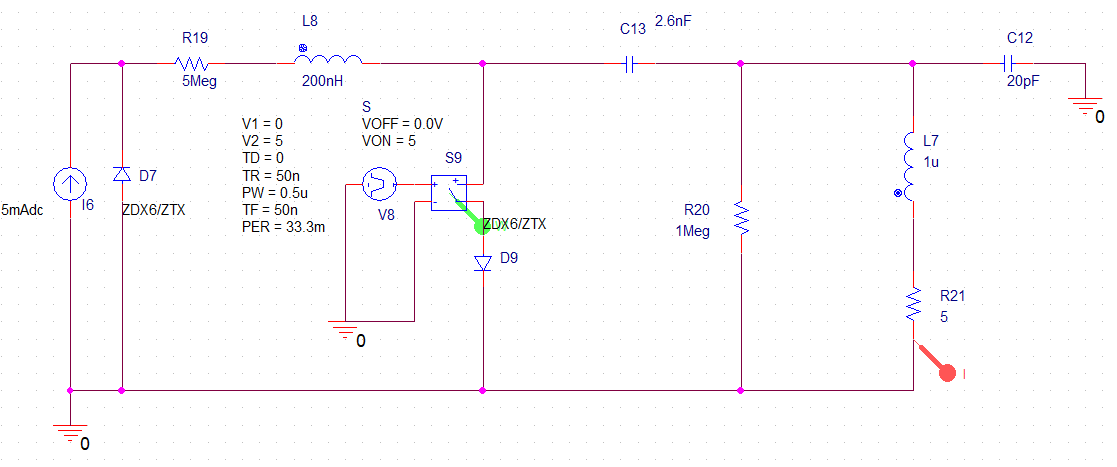 L8
C13
2.6nF
R19
C12
5Meg
200nH
20pF
0
S
VOFF = 0.0V
VON = 5
V1 = 0
V2 = 5
TD = 0
TR = 50n
PW = 0.5u
TF = 50n
PER = 33.3m
S9
+
+
-
L7
1u
D7
5mAdc
I6
ZDX6/ZTX
V8
ZDX6/ZTX
R20
1Meg
D9
R21
5
0
I
0